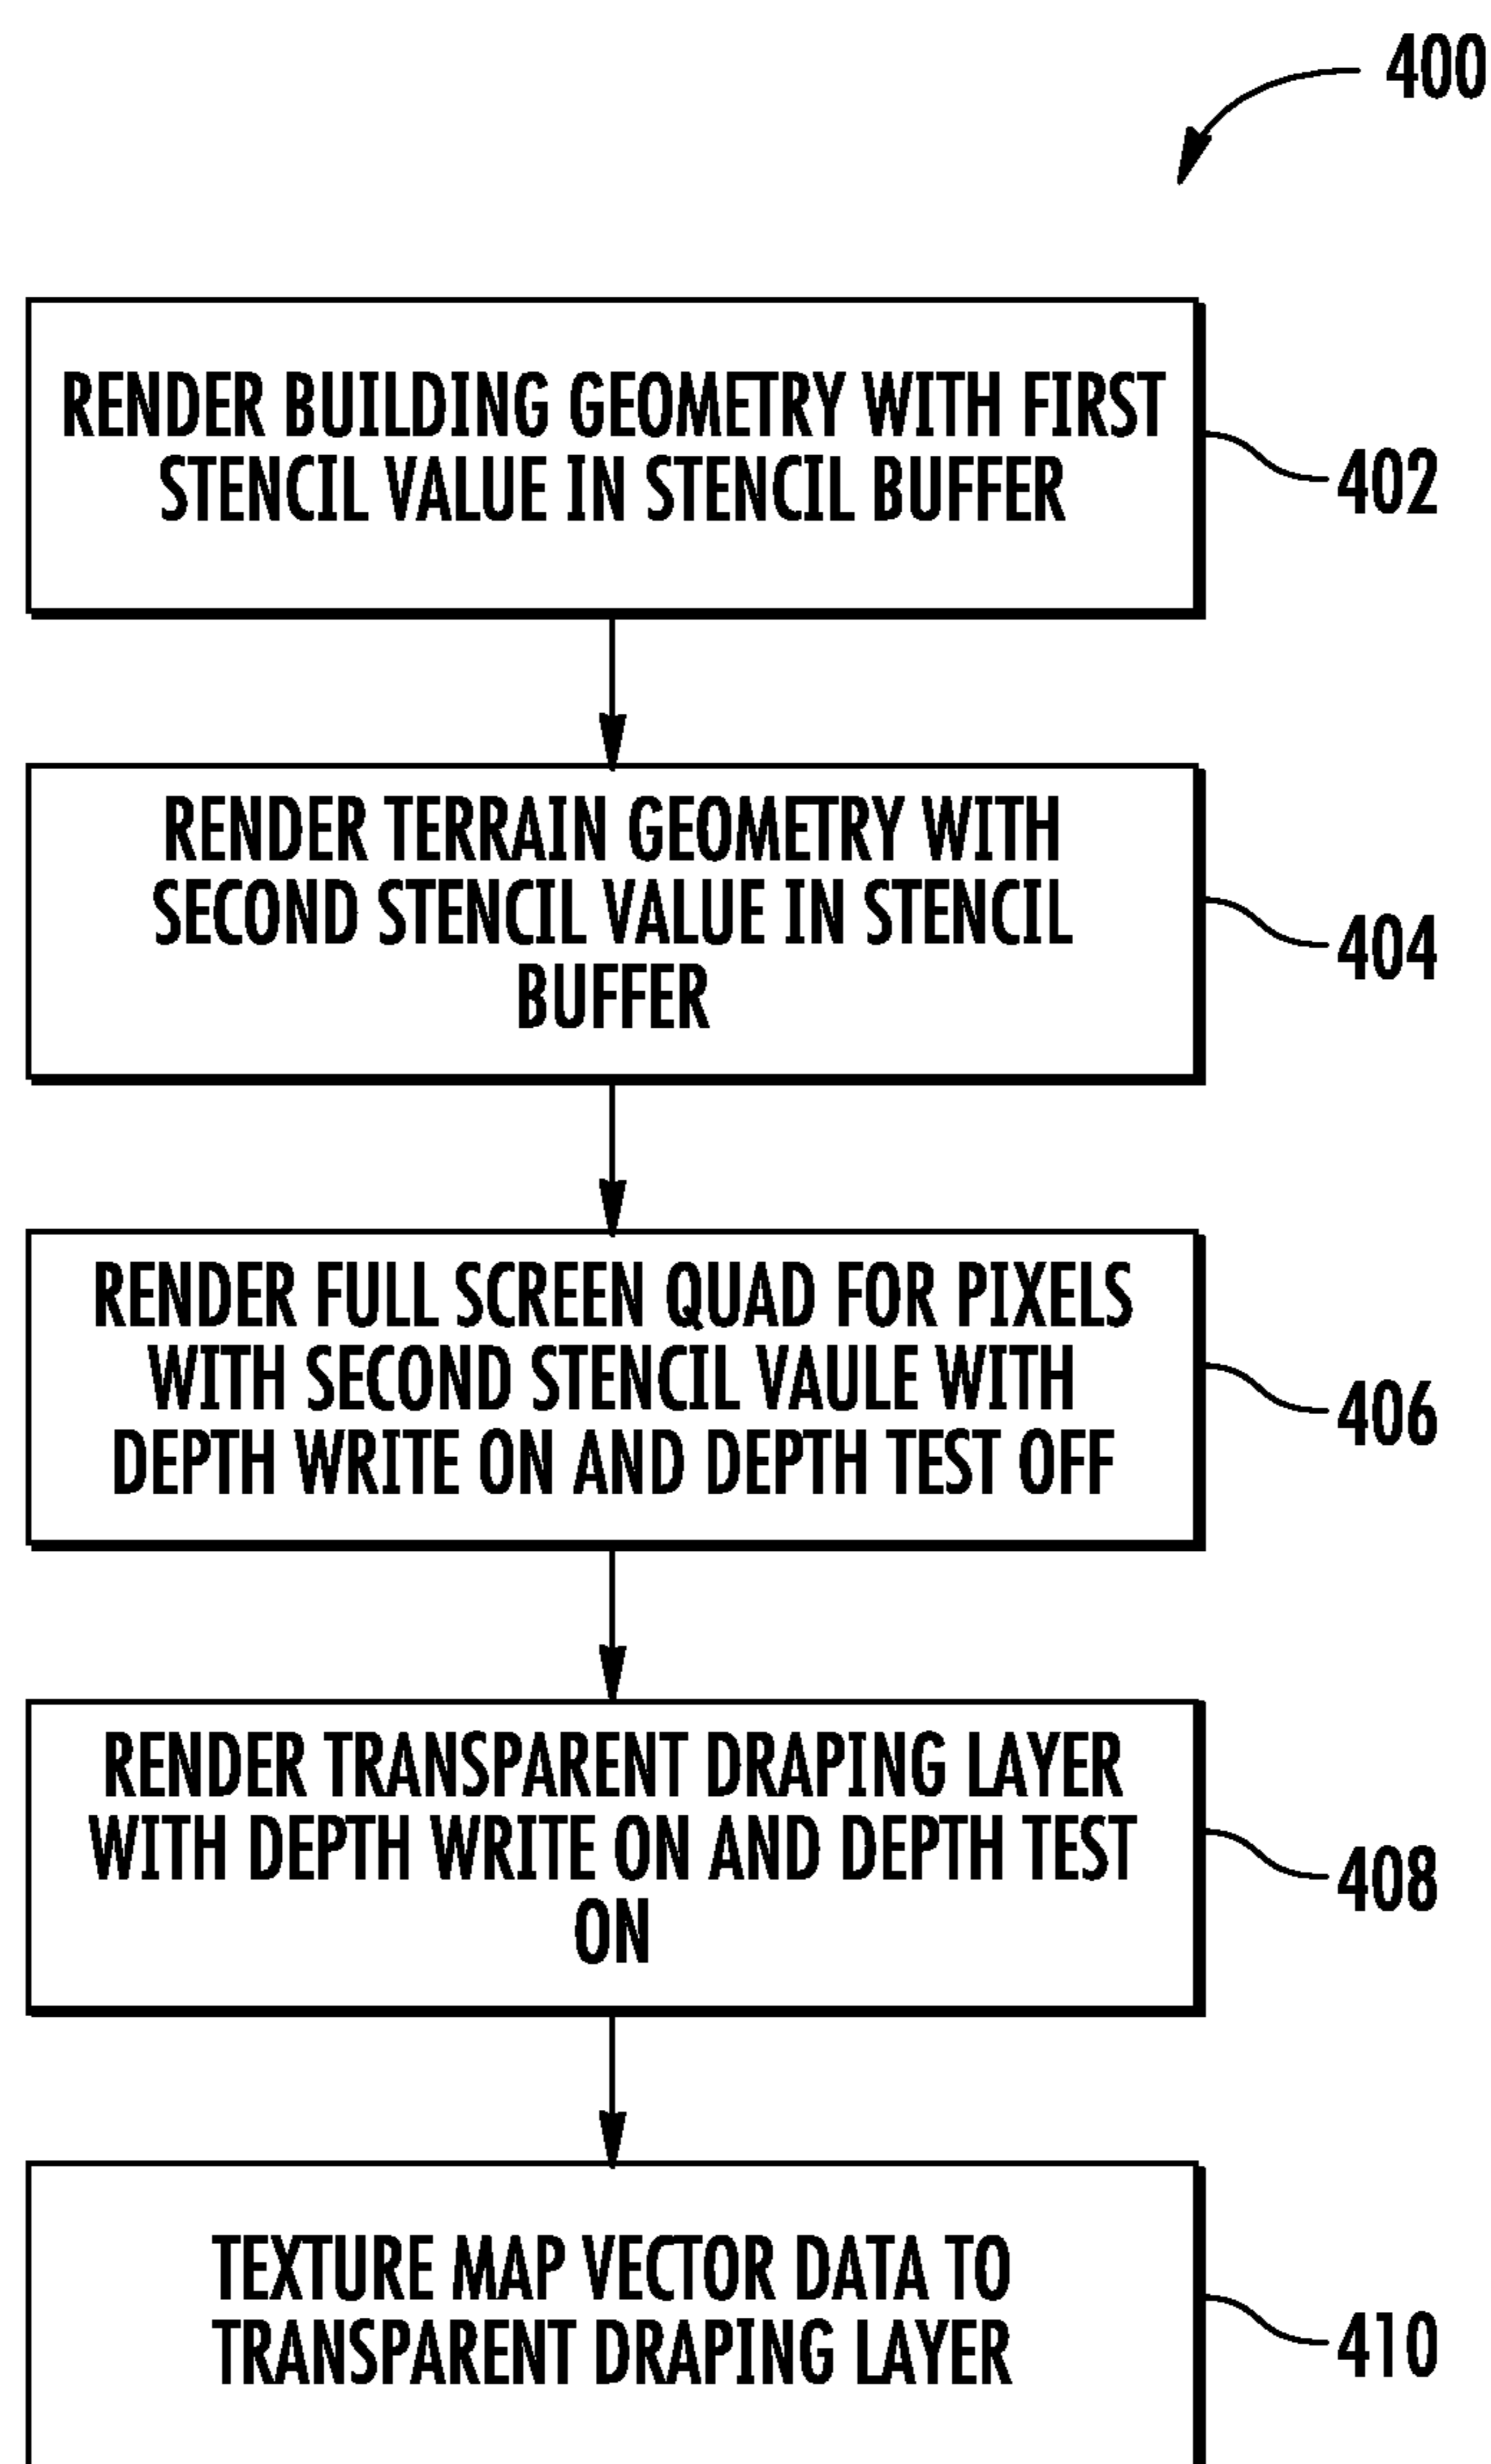 400
RENDER BUILDING GEOMETRY WITH FIRST
STENCIL VALUE IN STENCIL BUFFER
402
RENDER TERRAIN GEOMETRY WITH
SECOND STENCIL VALUE IN STENCIL
BUFFER
404
RENDER FULL SCREEN QUAD FOR PIXELS
WITH SECOND STENCIL VAULE WITH
DEPTH WRITE ON AND DEPTH TEST OFF
406
RENDER TRANSPARENT DRAPING LAYER
WITH DEPTH WRITE ON AND DEPTH TEST
ON
408
TEXTURE MAP VECTOR DATA TO
TRANSPARENT DRAPING LAYER
410